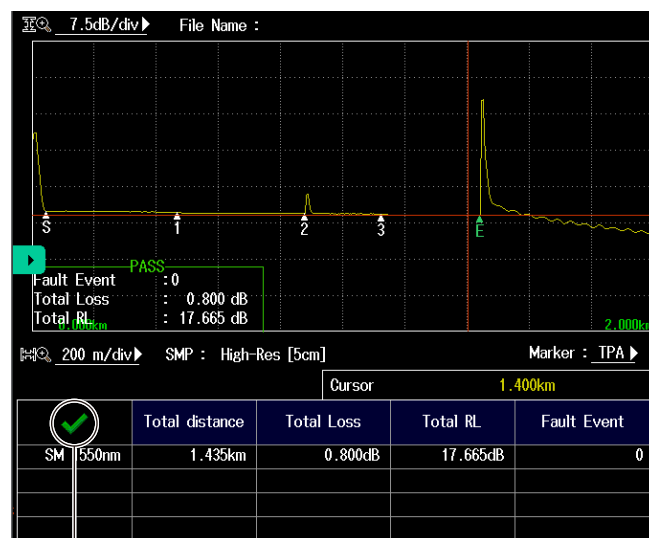 7.5dB/div File Name :
S 1 2 3 E
PASS
Fault Event :0
Total Loss : 0.800 dB
Total RL : 17.665 dB
0.000km 2.000k
200 m/div SMP : High-Res [5cm] Marker : TPA
Cursor 1.400km
Total distance Total Loss Total RL Fault Event
SM 550nm 1.435km 0.800dB 17.665dB 0